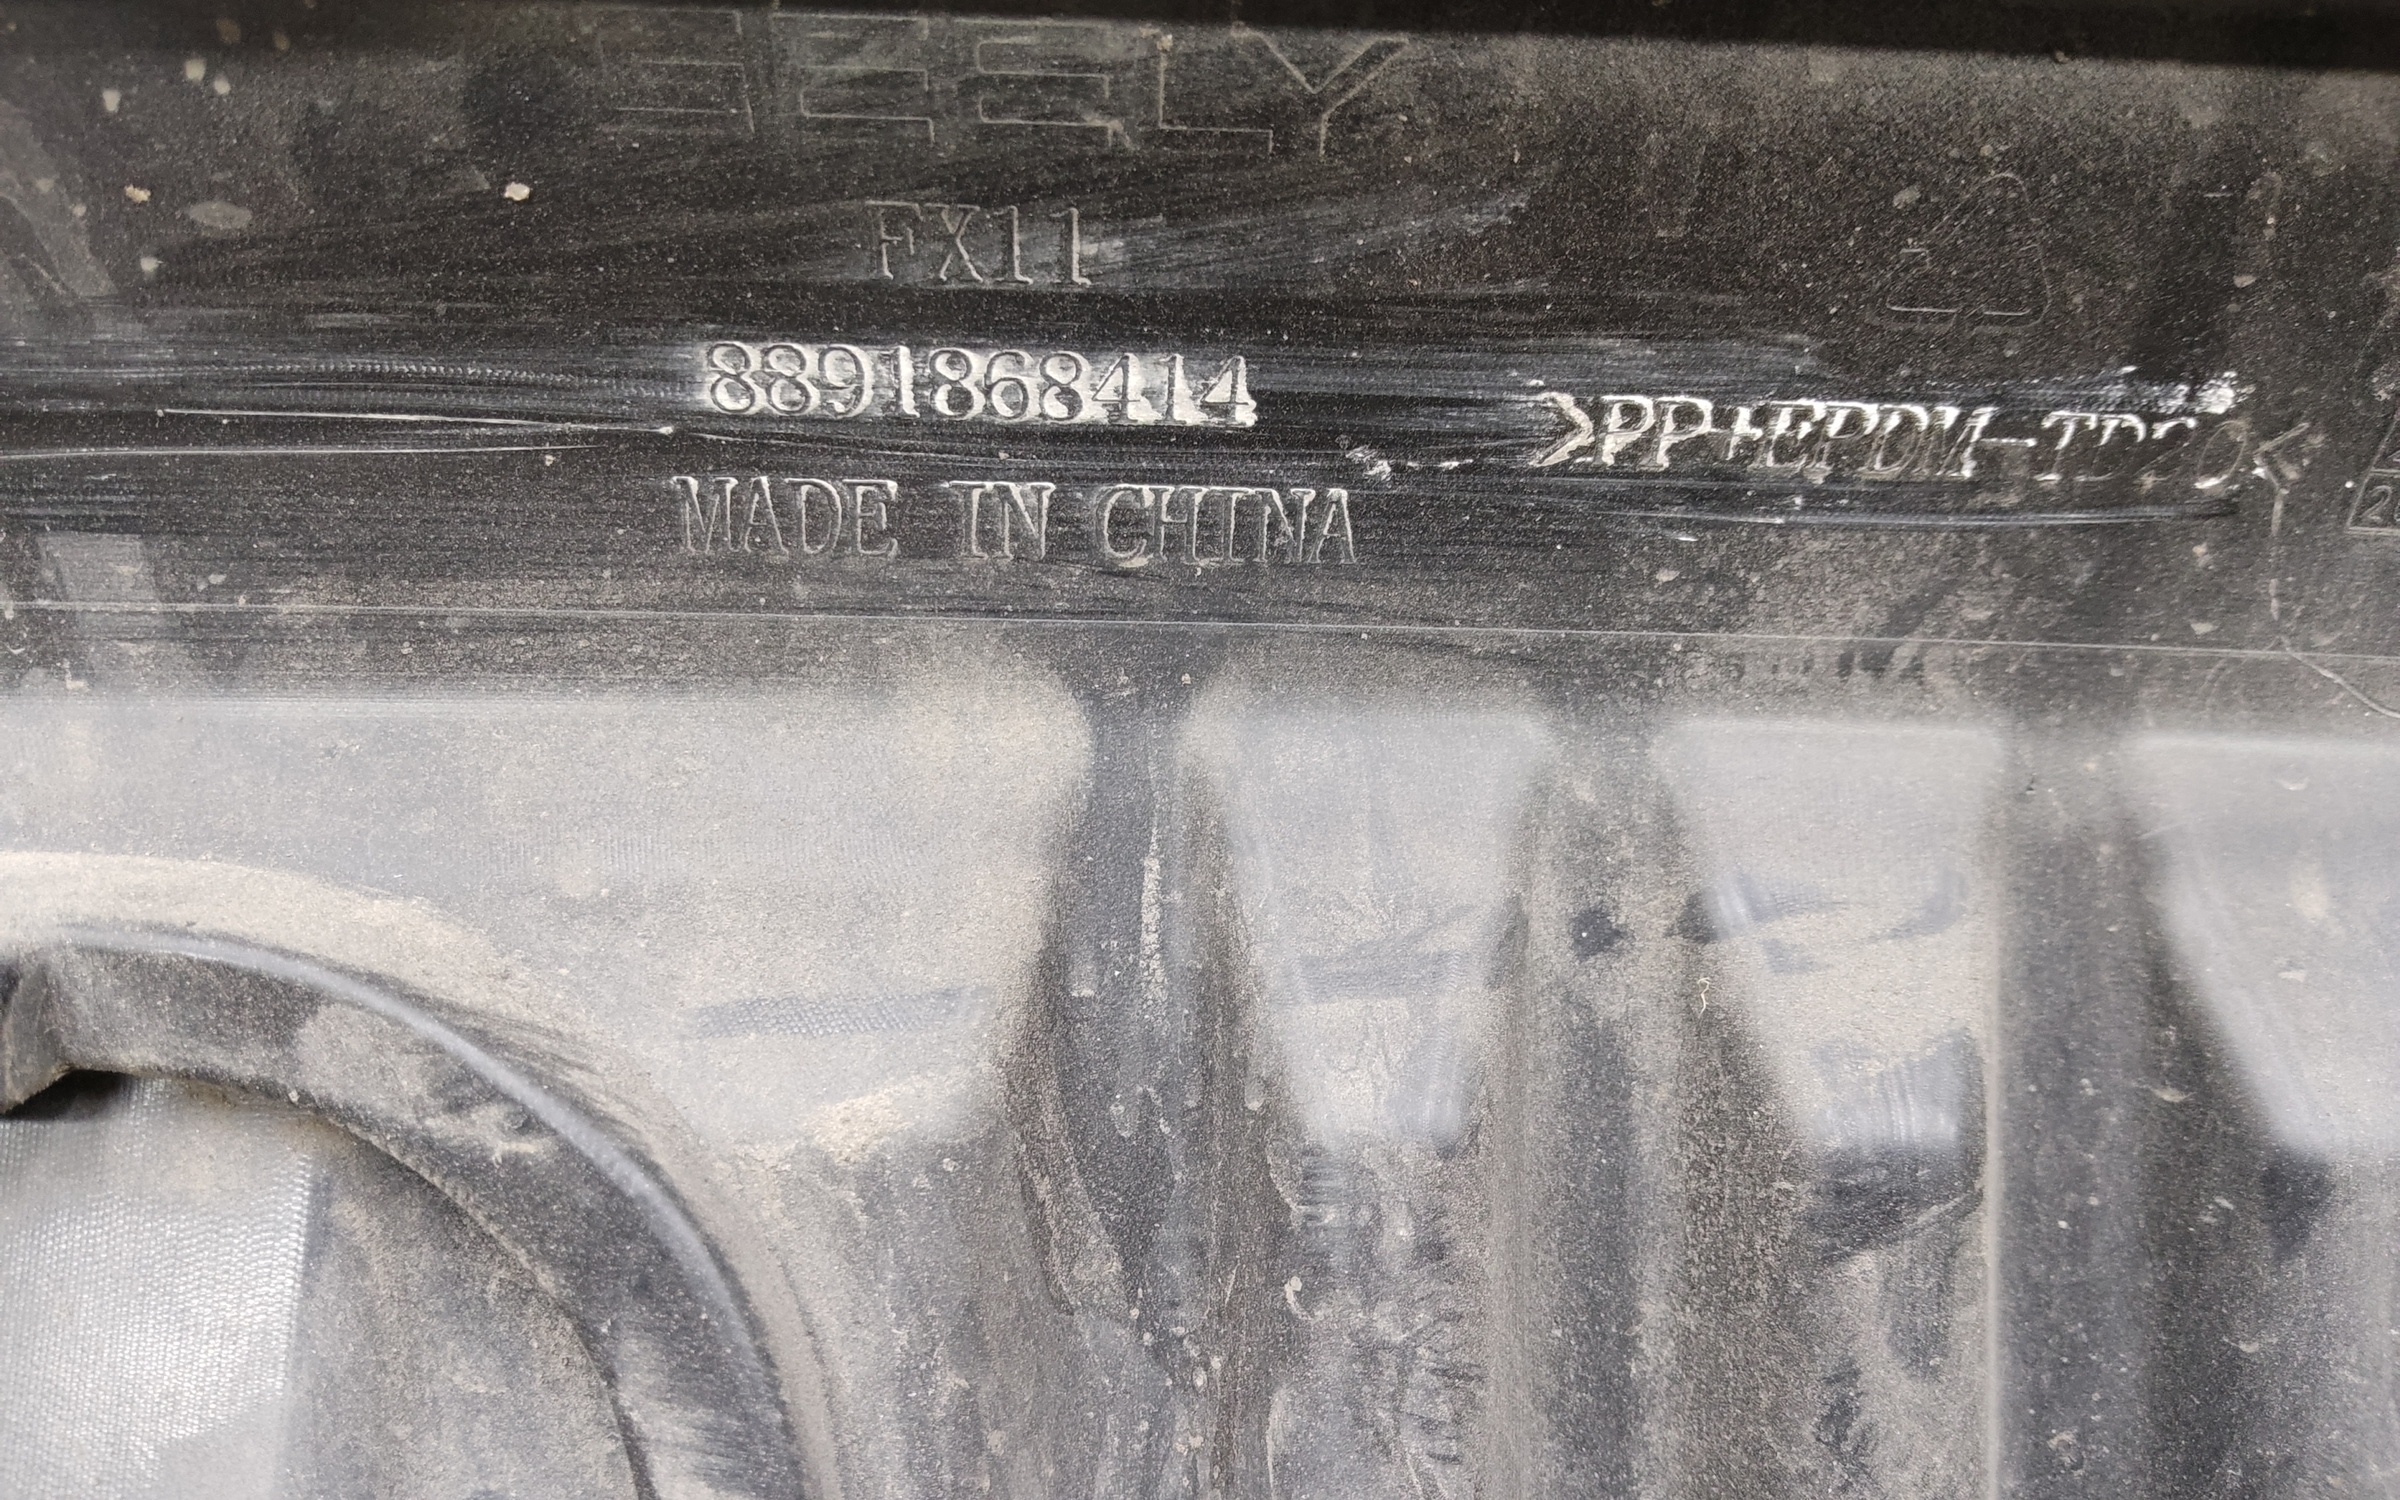 GEELY
FX11
8891868414
MADE IN CHINA
>PP+EPDM-TD20<